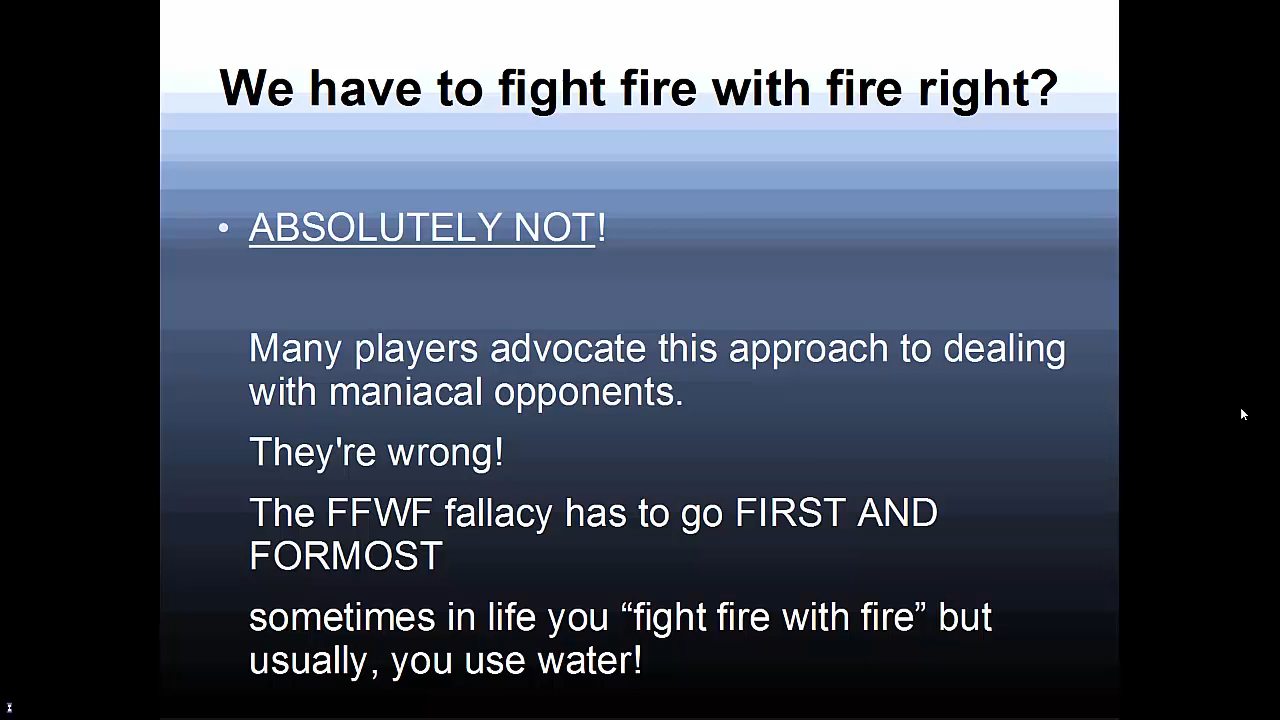 We have to fight fire with fire right?
• ABSOLUTELY NOT!
Many players advocate this approach to dealing
with maniacal opponents.
They're wrong!
The FFWF fallacy has to go FIRST AND
FORMOST
sometimes in life you “fight fire with fire” but
usually, you use water!